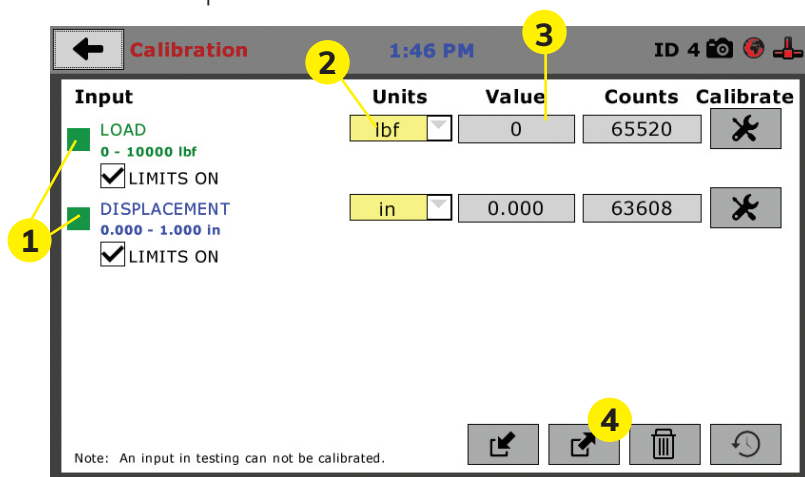 3
Calibration 1:46 PM ID 4
2
Input Units Value Counts Calibrate
LOAD lbf 0 65520
0 - 10000 lbf
LIMITS ON
DISPLACEMENT in 0.000 63608
1 0.000 - 1.000 in
LIMITS ON
4
Note: An input in testing can not be calibrated.